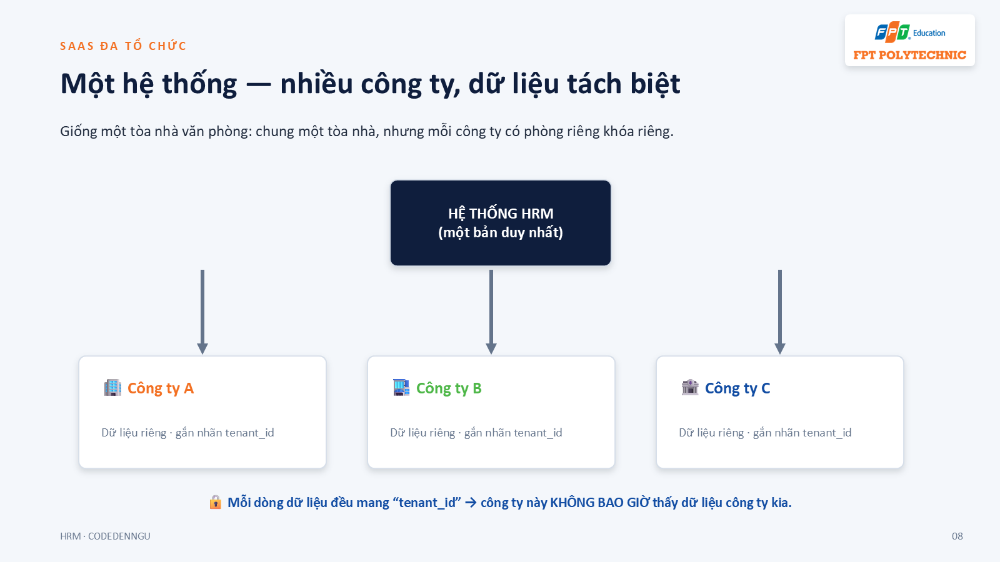 SAAS ĐA TỔ CHỨC
FPT Education
FPT POLYTECHNIC
Một hệ thống — nhiều công ty, dữ liệu tách biệt
Giống một tòa nhà văn phòng: chung một tòa nhà, nhưng mỗi công ty có phòng riêng khóa riêng.
HỆ THỐNG HRM
(một bản duy nhất)
Công ty A
Dữ liệu riêng · gắn nhãn tenant_id
Công ty B
Dữ liệu riêng · gắn nhãn tenant_id
Công ty C
Dữ liệu riêng · gắn nhãn tenant_id
Mỗi dòng dữ liệu đều mang “tenant_id” → công ty này KHÔNG BAO GIỜ thấy dữ liệu công ty kia.
HRM · CODEDENNGU
08